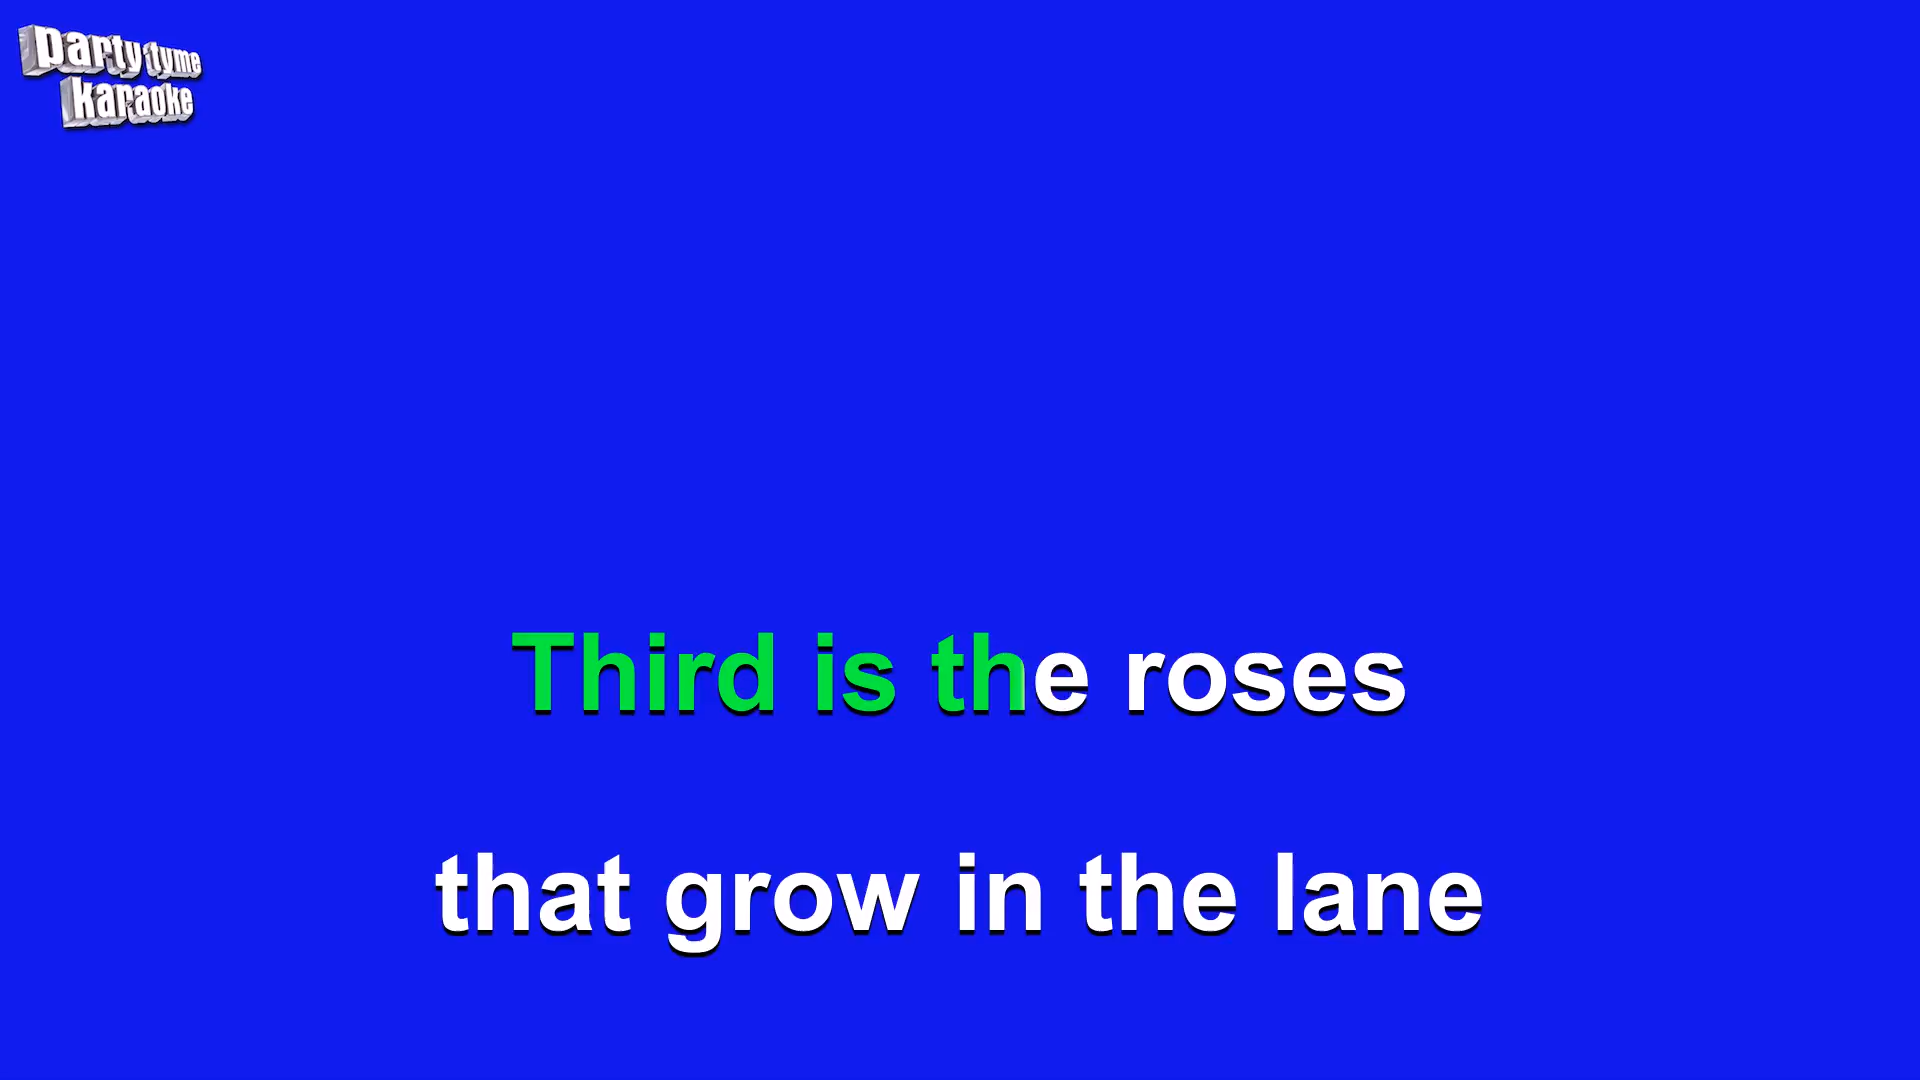 party tyme
karaoke
Third is the roses
that grow in the lane